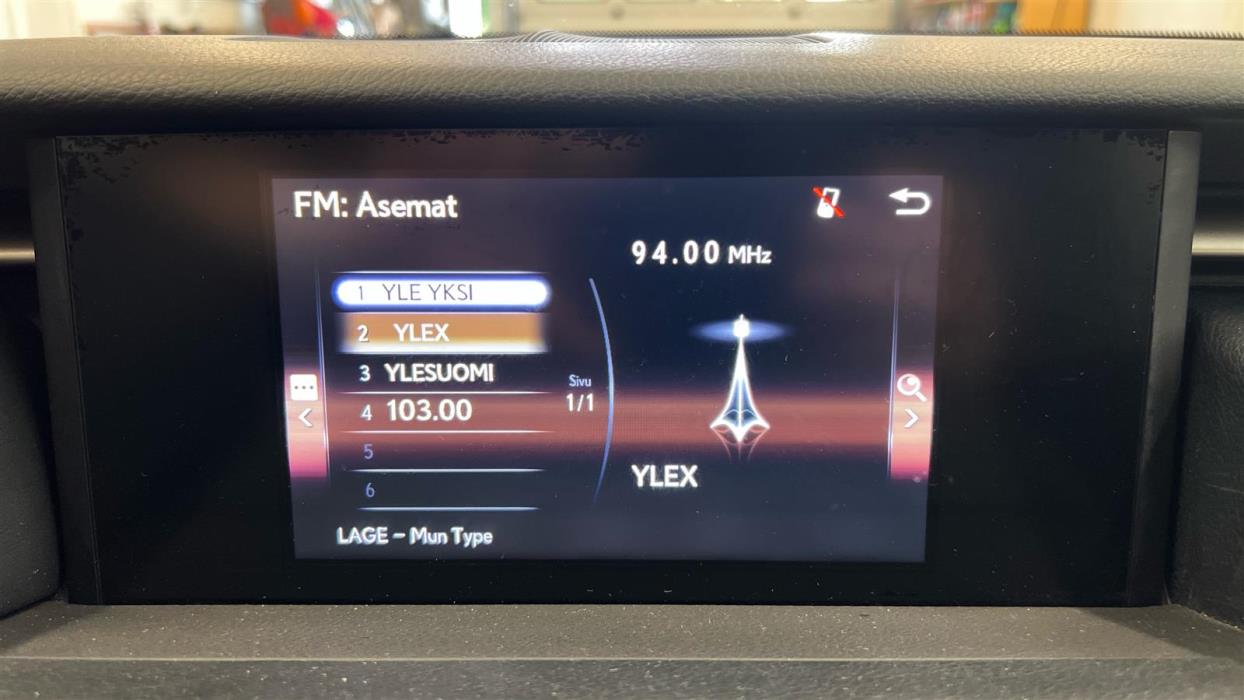 FM: Asemat
94.00 MHz
1 YLE YKSI
2 YLEX
3 YLESUOMI
4 103.00
5
6
Sivu
1/1
YLEX
LAGE – Mun Type